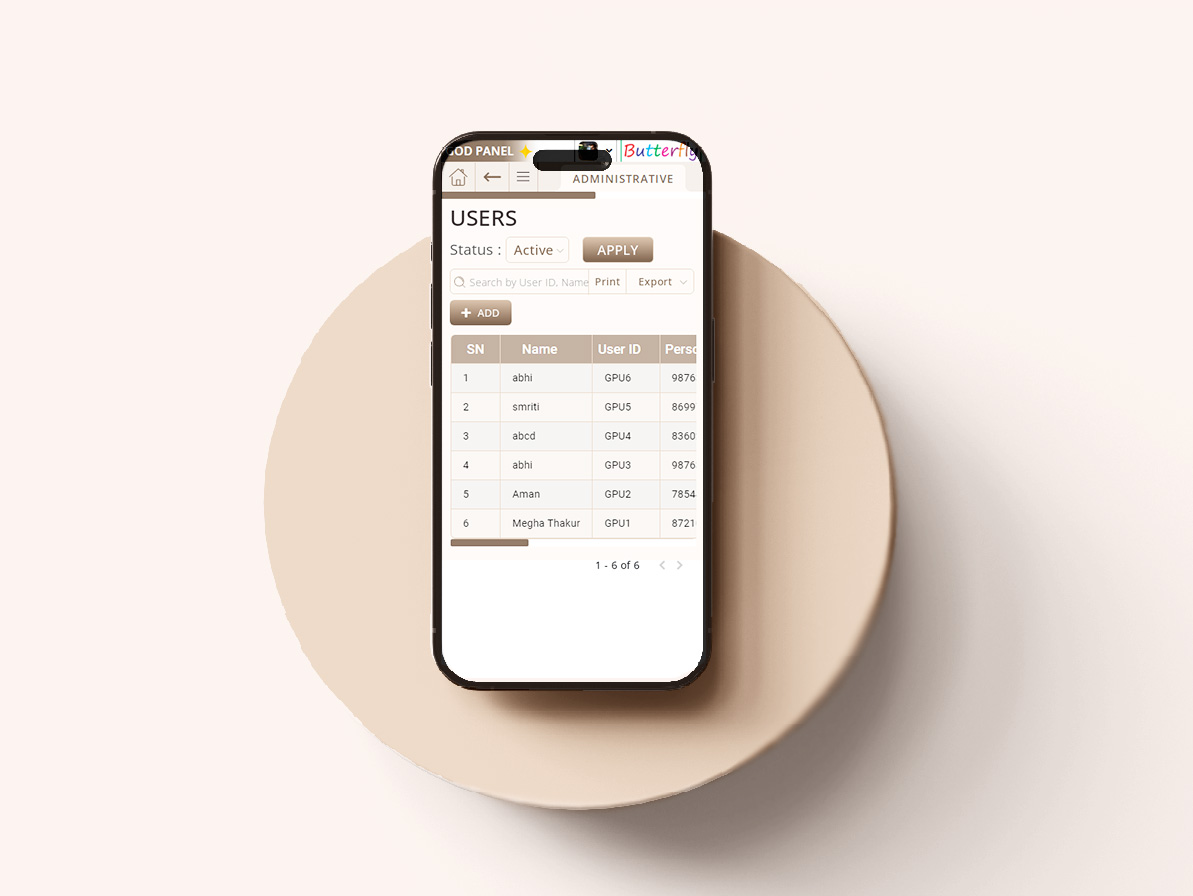 GOD PANEL Butterfly
ADMINISTRATIVE
USERS
Status : Active APPLY
Search by User ID, Name Print Export
+ ADD
SN Name User ID Perso
1 abhi GPU6 9876
2 smriti GPU5 8699
3 abcd GPU4 8360
4 abhi GPU3 9876
5 Aman GPU2 7854
6 Megha Thakur GPU1 8721
1 - 6 of 6